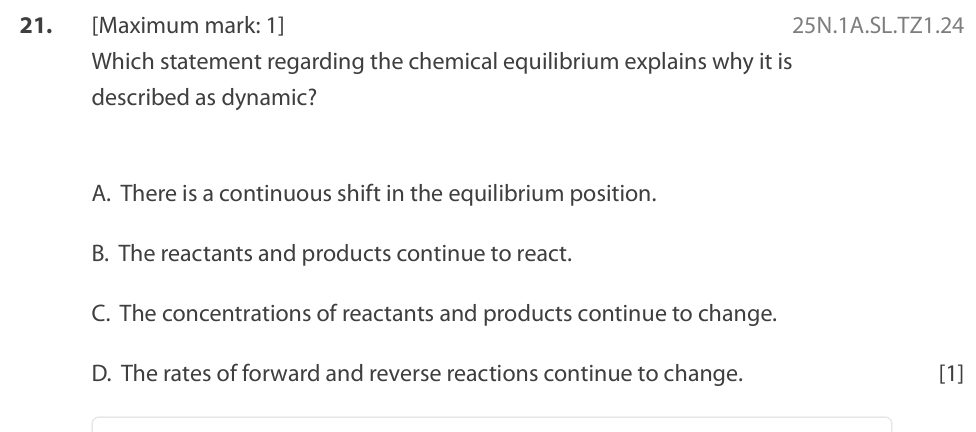 21. [Maximum mark: 1] 25N.1A.SL.TZ1.24
Which statement regarding the chemical equilibrium explains why it is
described as dynamic?
A. There is a continuous shift in the equilibrium position.
B. The reactants and products continue to react.
C. The concentrations of reactants and products continue to change.
D. The rates of forward and reverse reactions continue to change. [1]